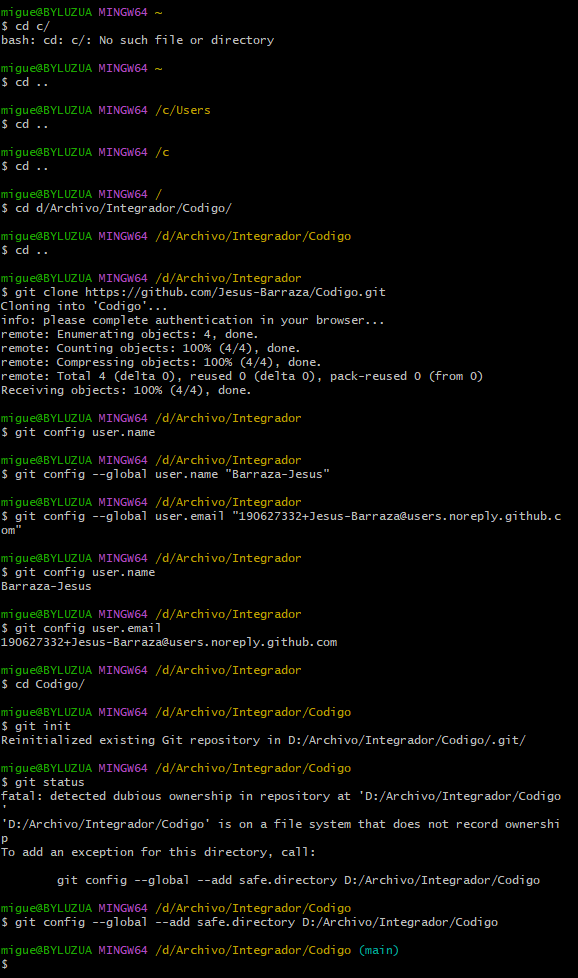 migue@BYLUZUA MINGW64 ~
$ cd c/
bash: cd: c/: No such file or directory
migue@BYLUZUA MINGW64 ~
$ cd ..
migue@BYLUZUA MINGW64 /c/Users
$ cd ..
migue@BYLUZUA MINGW64 /c
$ cd ..
migue@BYLUZUA MINGW64 /
$ cd d/Archivo/Integrador/Codigo/
migue@BYLUZUA MINGW64 /d/Archivo/Integrador/Codigo
$ cd ..
migue@BYLUZUA MINGW64 /d/Archivo/Integrador
$ git clone https://github.com/Jesus-Barraza/Codigo.git
Cloning into 'Codigo'...
info: please complete authentication in your browser...
remote: Enumerating objects: 4, done.
remote: Counting objects: 100% (4/4), done.
remote: Compressing objects: 100% (4/4), done.
remote: Total 4 (delta 0), reused 0 (delta 0), pack-reused 0 (from 0)
Receiving objects: 100% (4/4), done.
migue@BYLUZUA MINGW64 /d/Archivo/Integrador
$ git config user.name
migue@BYLUZUA MINGW64 /d/Archivo/Integrador
$ git config --global user.name "Barraza-Jesus"
migue@BYLUZUA MINGW64 /d/Archivo/Integrador
$ git config --global user.email "190627332+Jesus-Barraza@users.noreply.github.c
om"
migue@BYLUZUA MINGW64 /d/Archivo/Integrador
$ git config user.name
Barraza-Jesus
migue@BYLUZUA MINGW64 /d/Archivo/Integrador
$ git config user.email
190627332+Jesus-Barraza@users.noreply.github.com
migue@BYLUZUA MINGW64 /d/Archivo/Integrador
$ cd Codigo/
migue@BYLUZUA MINGW64 /d/Archivo/Integrador/Codigo
$ git init
Reinitialized existing Git repository in D:/Archivo/Integrador/Codigo/.git/
migue@BYLUZUA MINGW64 /d/Archivo/Integrador/Codigo
$ git status
fatal: detected dubious ownership in repository at 'D:/Archivo/Integrador/Codigo
'
'D:/Archivo/Integrador/Codigo' is on a file system that does not record ownershi
p
To add an exception for this directory, call:
git config --global --add safe.directory D:/Archivo/Integrador/Codigo
migue@BYLUZUA MINGW64 /d/Archivo/Integrador/Codigo
$ git config --global --add safe.directory D:/Archivo/Integrador/Codigo
migue@BYLUZUA MINGW64 /d/Archivo/Integrador/Codigo (main)
$